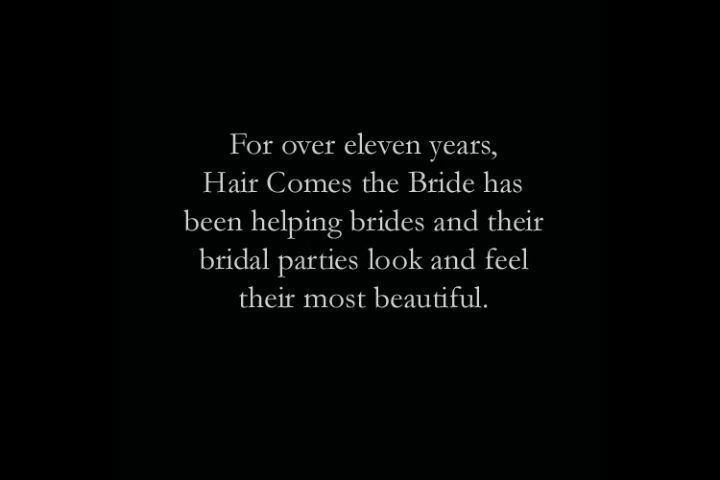 For over eleven years,
Hair Comes the Bride has
been helping brides and their
bridal parties look and feel
their most beautiful.